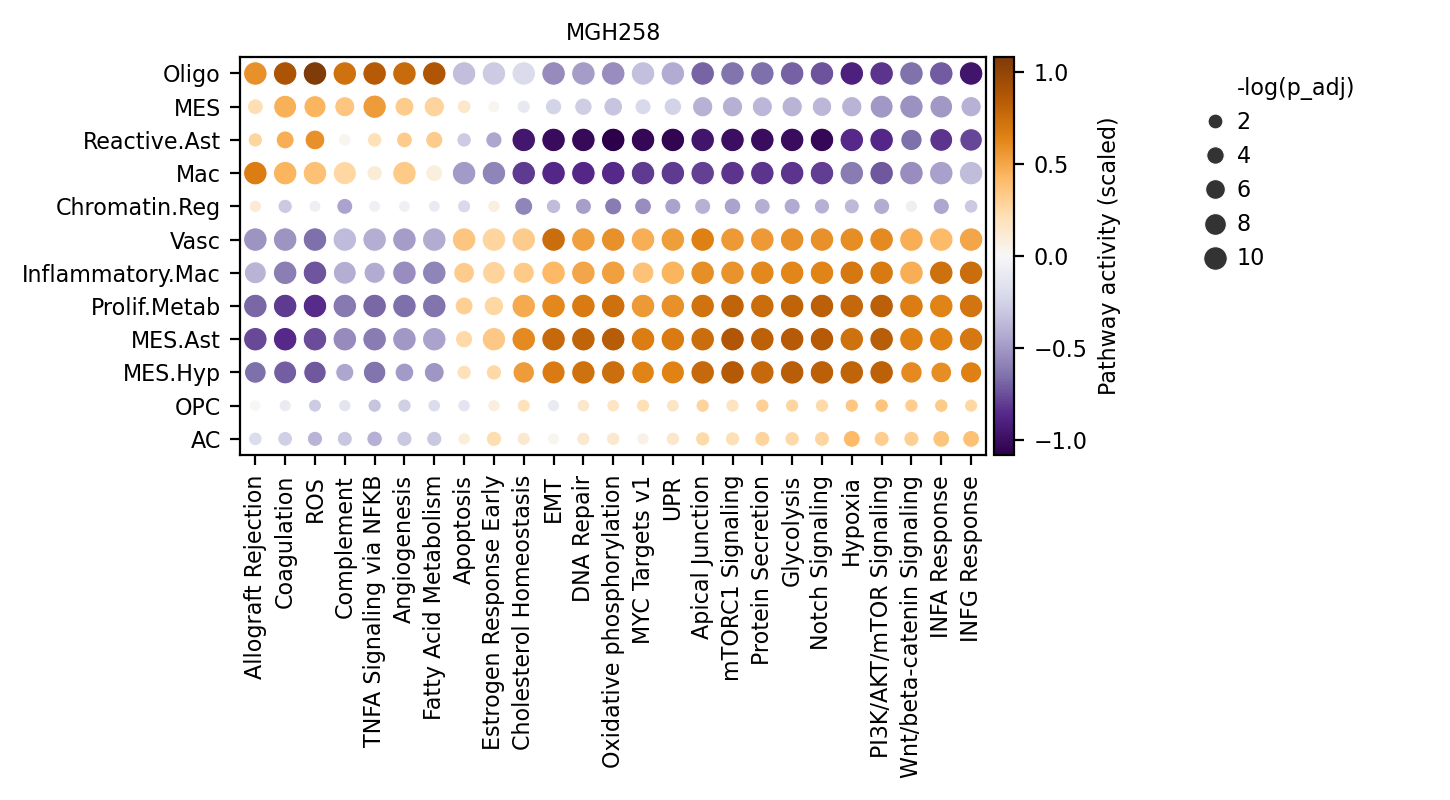 MGH258
Oligo
MES
Reactive.Ast
Mac
Chromatin.Reg
Vasc
Inflammatory.Mac
Prolif.Metab
MES.Ast
MES.Hyp
OPC
AC
Allograft Rejection
Coagulation
ROS
Complement
TNFA Signaling via NFKB
Angiogenesis
Fatty Acid Metabolism
Apoptosis
Estrogen Response Early
Cholesterol Homeostasis
EMT
DNA Repair
Oxidative phosphorylation
MYC Targets v1
UPR
Apical Junction
mTORC1 Signaling
Protein Secretion
Glycolysis
Notch Signaling
Hypoxia
PI3K/AKT/mTOR Signaling
Wnt/beta-catenin Signaling
INFA Response
INFG Response
1.0
0.5
0.0
−0.5
−1.0
Pathway activity (scaled)
-log(p_adj)
2
4
6
8
10